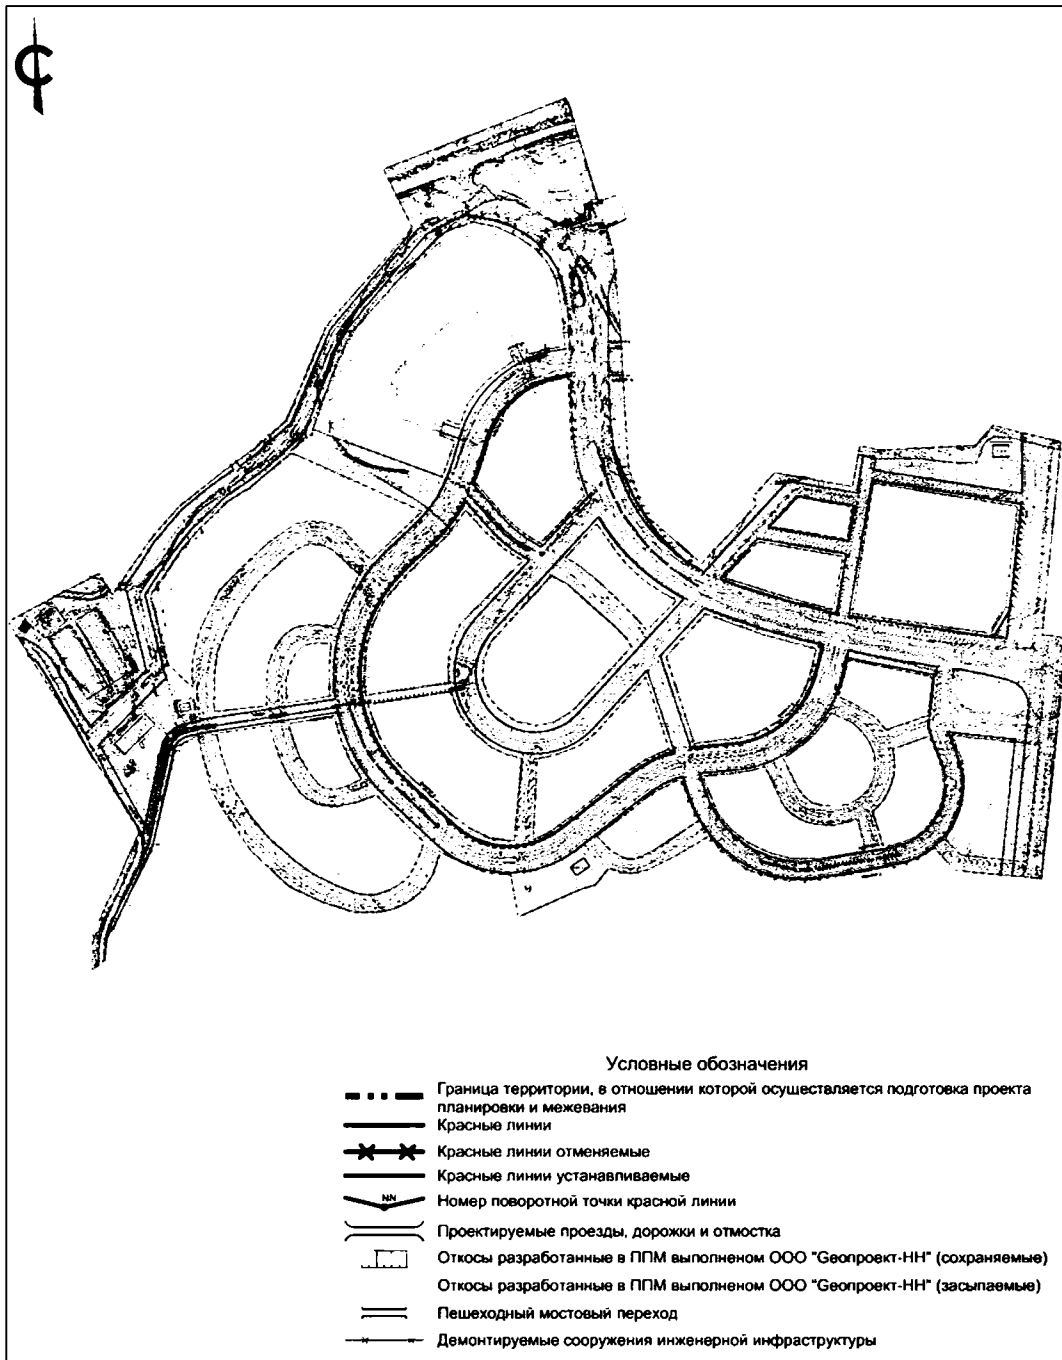 С
Условные обозначения
Граница территории, в отношении которой осуществляется подготовка проекта
планировки и межевания
Красные линии
Красные линии отменяемые
Красные линии устанавливаемые
NN
Номер поворотной точки красной линии
Проектируемые проезды, дорожки и отмостка
Откосы разработанные в ППМ выполненом ООО "Геопроект-НН" (сохраняемые)
Откосы разработанные в ППМ выполненом ООО "Геопроект-НН" (засыпаемые)
Пешеходный мостовый переход
Демонтируемые сооружения инженерной инфраструктуры